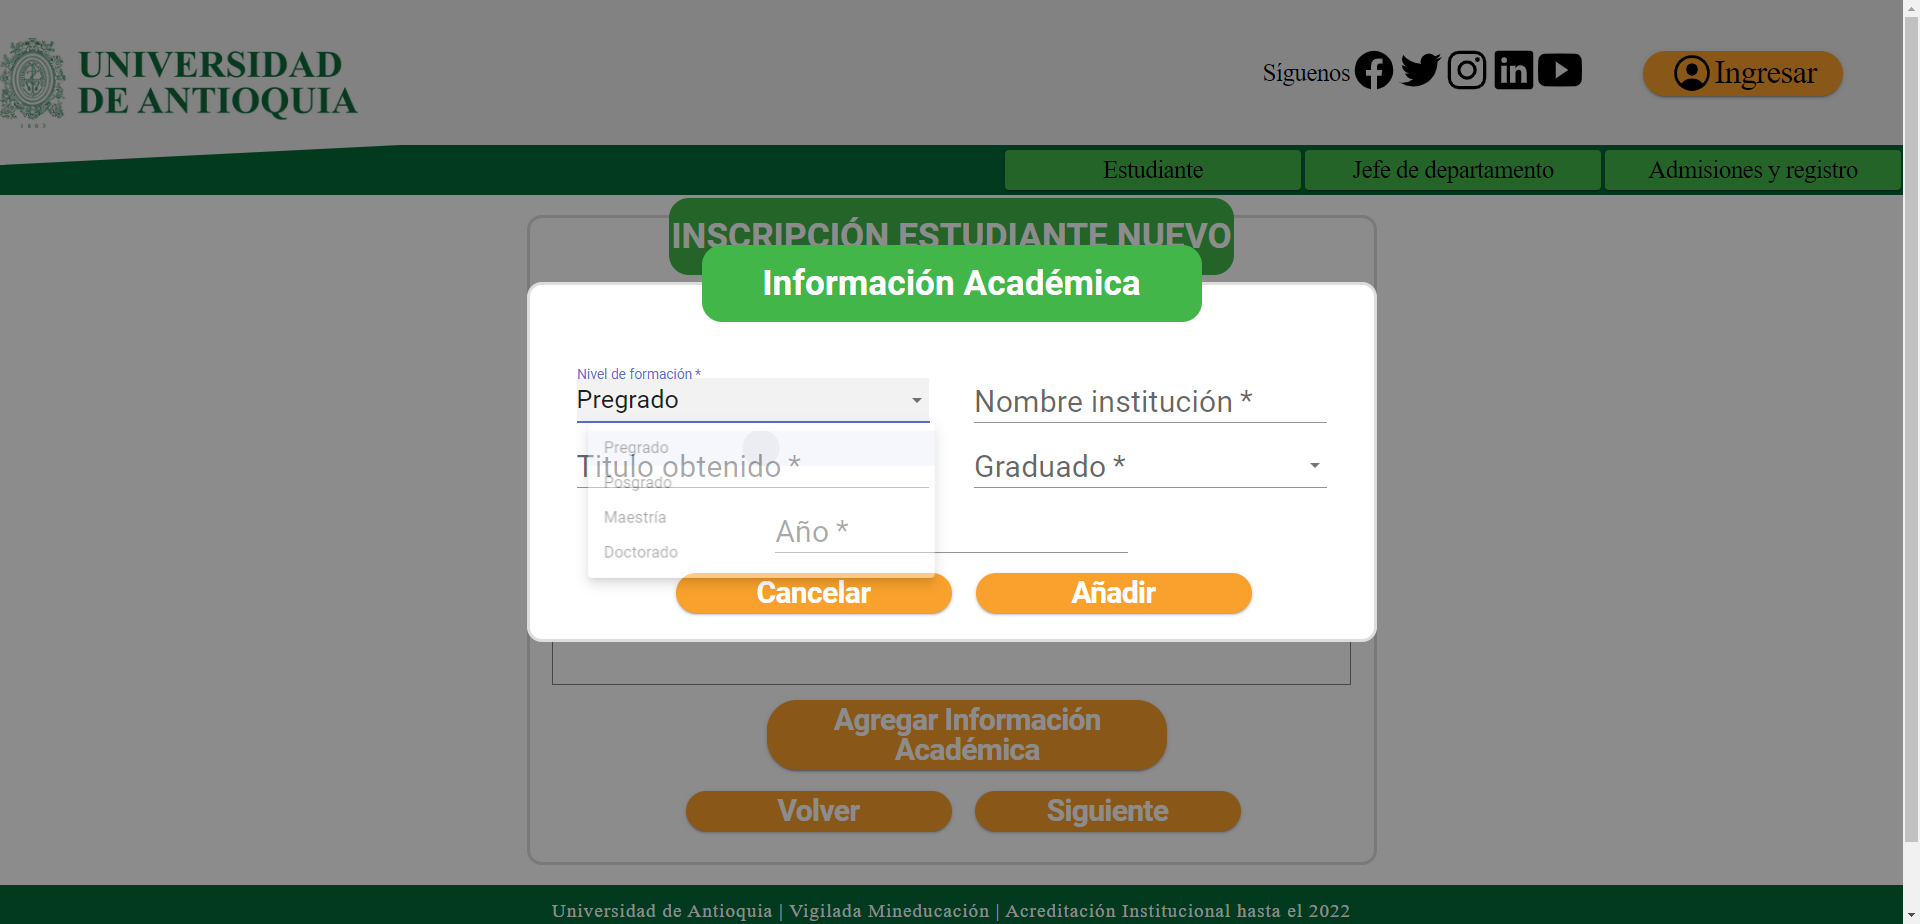 UNIVERSIDAD
DE ANTIOQUIA
1803
Síguenos
Ingresar
Estudiante
Jefe de departamento
Admisiones y registro
INSCRIPCIÓN ESTUDIANTE NUEVO
Información Académica
Nivel de formación *
Pregrado
Nombre institución *
Pregrado
Titulo obtenido *
Graduado *
Posgrado
Maestría
Año *
Doctorado
Cancelar
Añadir
Agregar Información
Académica
Volver
Siguiente
Universidad de Antioquia | Vigilada Mineducación | Acreditación Institucional hasta el 2022